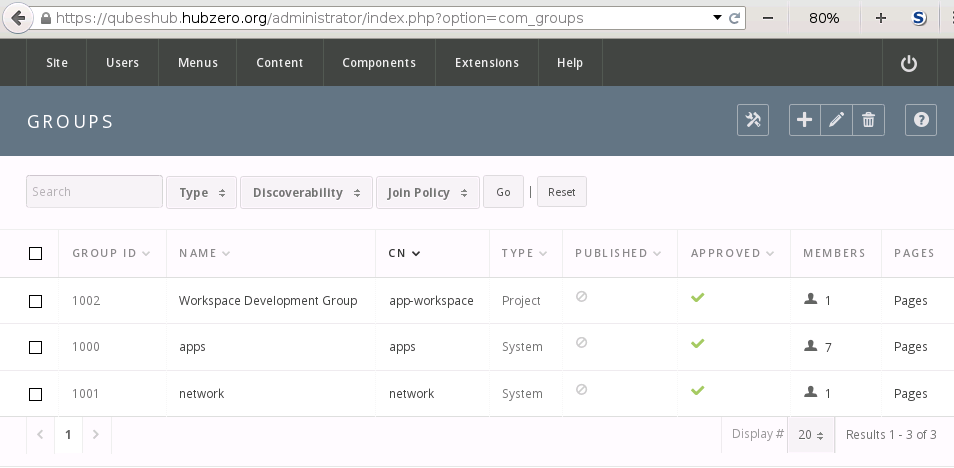 https://qubeshub.hubzero.org/administrator/index.php?option=com_groups 80% S
Site Users Menus Content Components Extensions Help
GROUPS
Search Type Discoverability Join Policy Go | Reset
GROUP ID NAME CN TYPE PUBLISHED APPROVED MEMBERS PAGES
1002 Workspace Development Group app-workspace Project 1 Pages
1000 apps apps System 7 Pages
1001 network network System 1 Pages
1 Display # 20 Results 1 - 3 of 3